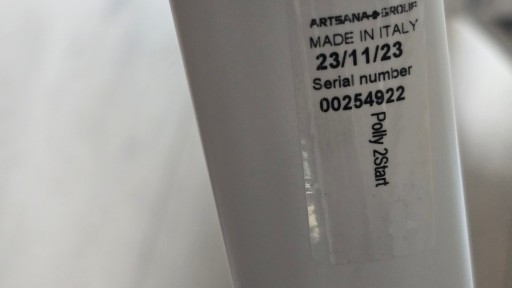 ARTSANA GROUP
MADE IN ITALY
23/11/23
Serial number
00254922
Polly 2Start